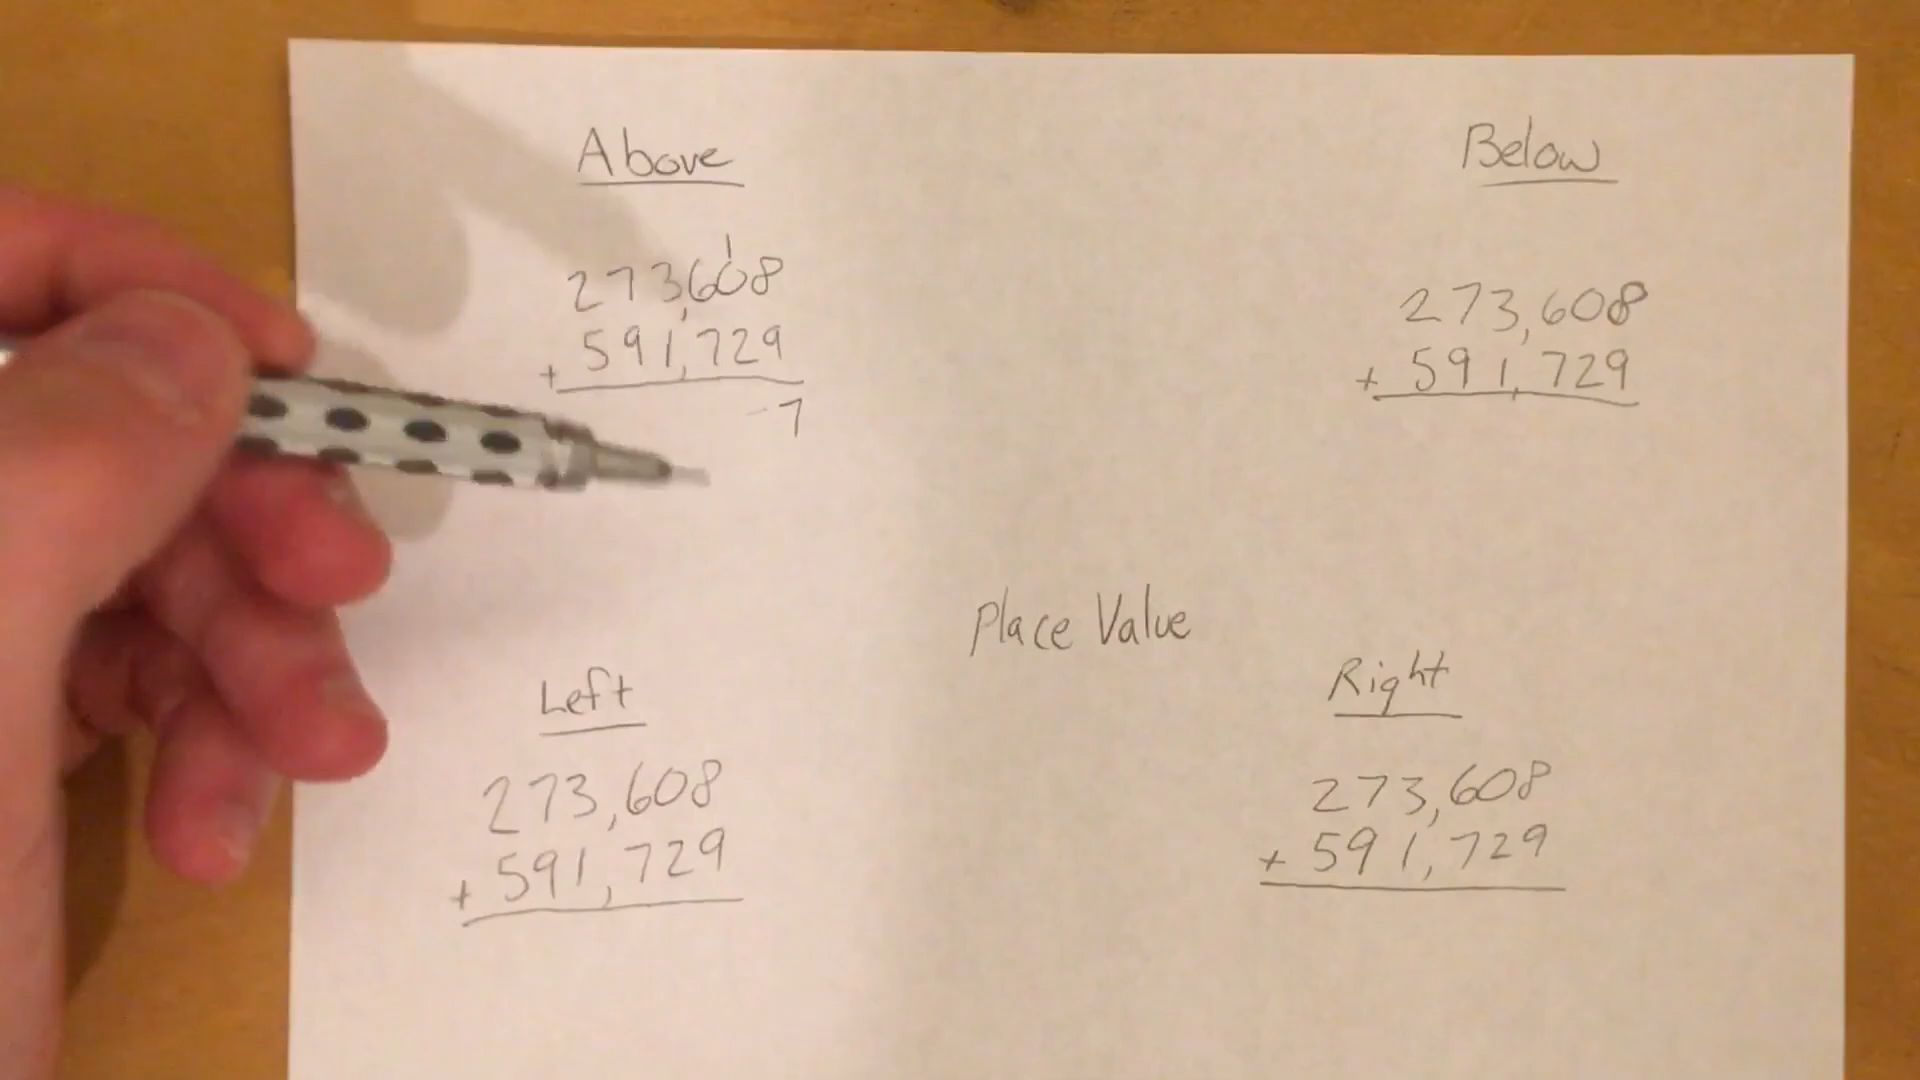 Above
1
273,608
+ 591,729
7
Below
273,608
+ 591,729
Place Value
Left
273,608
+ 591,729
Right
273,608
+ 591,729